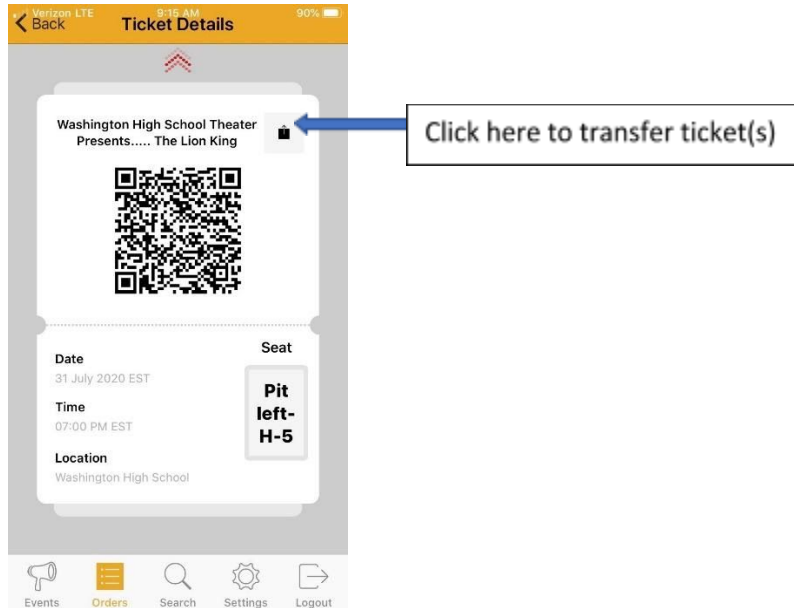 Verizon LTE 9:15 AM 90%
Back Ticket Details
Washington High School Theater
Presents..... The Lion King
Click here to transfer ticket(s)
Seat
Date
31 July 2020 EST
Pit
left-
H-5
Time
07:00 PM EST
Location
Washington High School
Events Orders Search Settings Logout